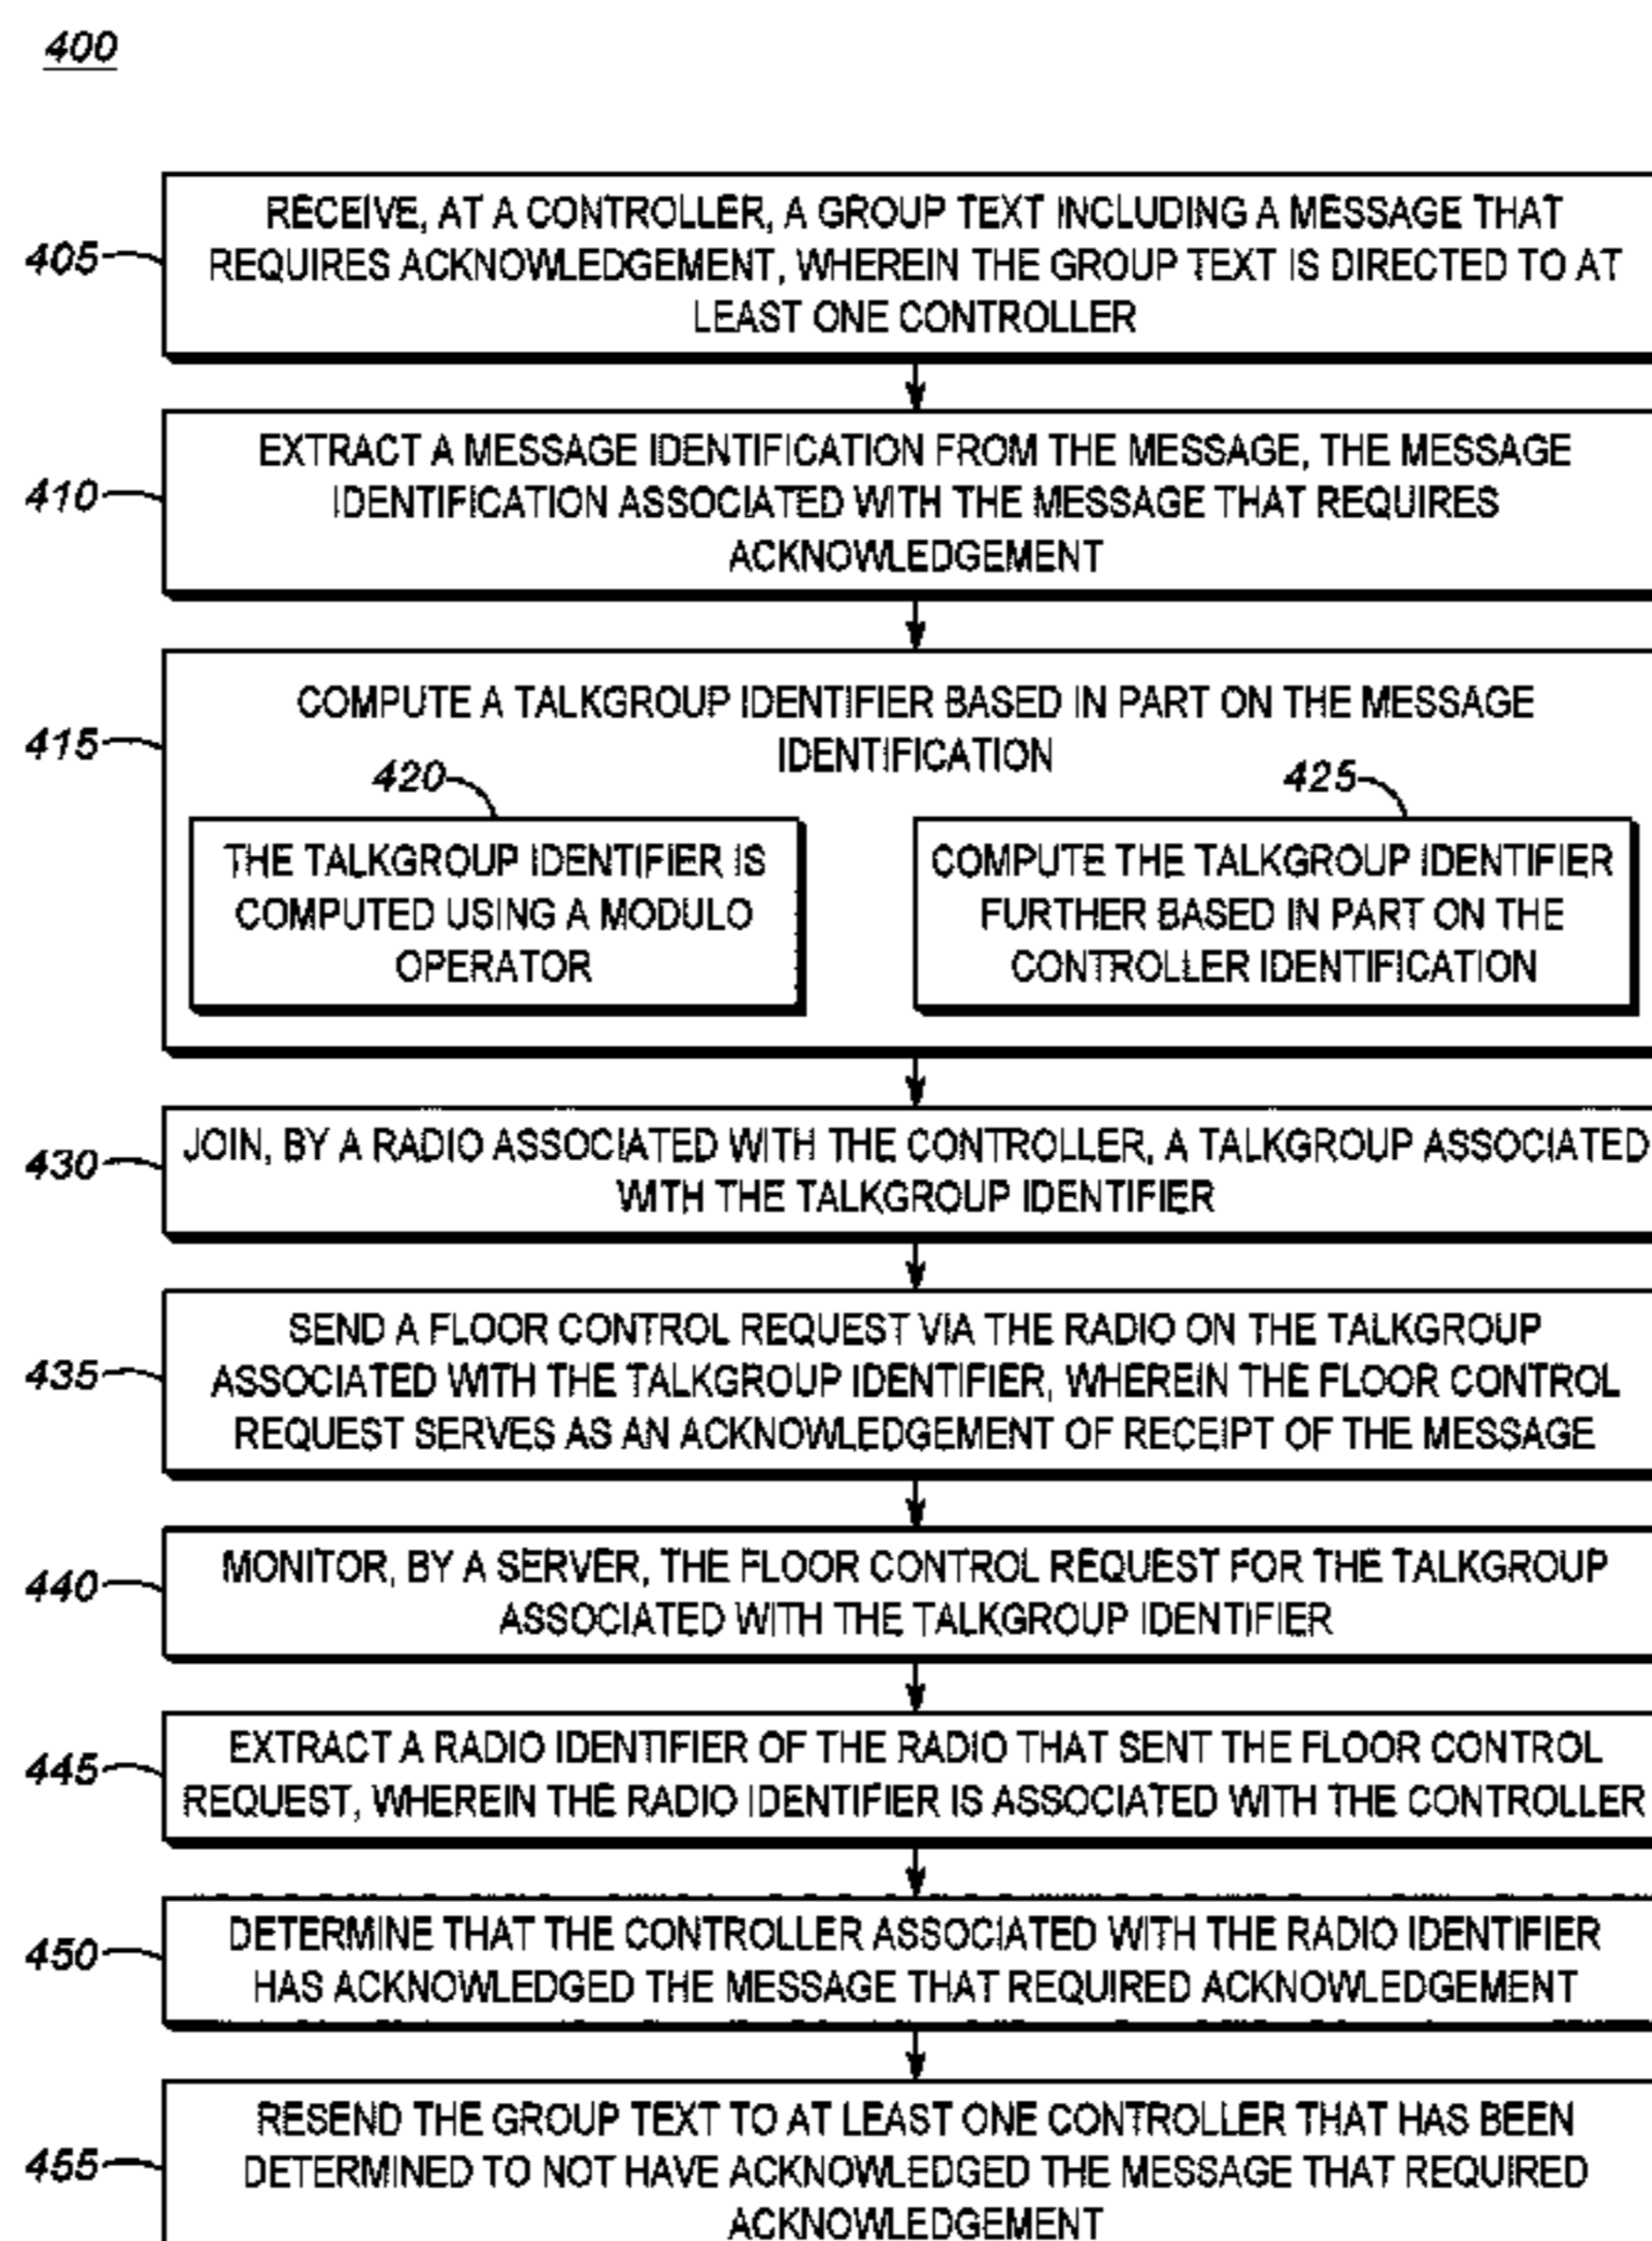 400
405
RECEIVE, AT A CONTROLLER, A GROUP TEXT INCLUDING A MESSAGE THAT
REQUIRES ACKNOWLEDGEMENT, WHEREIN THE GROUP TEXT IS DIRECTED TO AT
LEAST ONE CONTROLLER
410
EXTRACT A MESSAGE IDENTIFICATION FROM THE MESSAGE, THE MESSAGE
IDENTIFICATION ASSOCIATED WITH THE MESSAGE THAT REQUIRES
ACKNOWLEDGEMENT
415
COMPUTE A TALKGROUP IDENTIFIER BASED IN PART ON THE MESSAGE
IDENTIFICATION
420
THE TALKGROUP IDENTIFIER IS
COMPUTED USING A MODULO
OPERATOR
425
COMPUTE THE TALKGROUP IDENTIFIER
FURTHER BASED IN PART ON THE
CONTROLLER IDENTIFICATION
430
JOIN, BY A RADIO ASSOCIATED WITH THE CONTROLLER, A TALKGROUP ASSOCIATED
WITH THE TALKGROUP IDENTIFIER
435
SEND A FLOOR CONTROL REQUEST VIA THE RADIO ON THE TALKGROUP
ASSOCIATED WITH THE TALKGROUP IDENTIFIER, WHEREIN THE FLOOR CONTROL
REQUEST SERVES AS AN ACKNOWLEDGEMENT OF RECEIPT OF THE MESSAGE
440
MONITOR, BY A SERVER, THE FLOOR CONTROL REQUEST FOR THE TALKGROUP
ASSOCIATED WITH THE TALKGROUP IDENTIFIER
445
EXTRACT A RADIO IDENTIFIER OF THE RADIO THAT SENT THE FLOOR CONTROL
REQUEST, WHEREIN THE RADIO IDENTIFIER IS ASSOCIATED WITH THE CONTROLLER
450
DETERMINE THAT THE CONTROLLER ASSOCIATED WITH THE RADIO IDENTIFIER
HAS ACKNOWLEDGED THE MESSAGE THAT REQUIRED ACKNOWLEDGEMENT
455
RESEND THE GROUP TEXT TO AT LEAST ONE CONTROLLER THAT HAS BEEN
DETERMINED TO NOT HAVE ACKNOWLEDGED THE MESSAGE THAT REQUIRED
ACKNOWLEDGEMENT